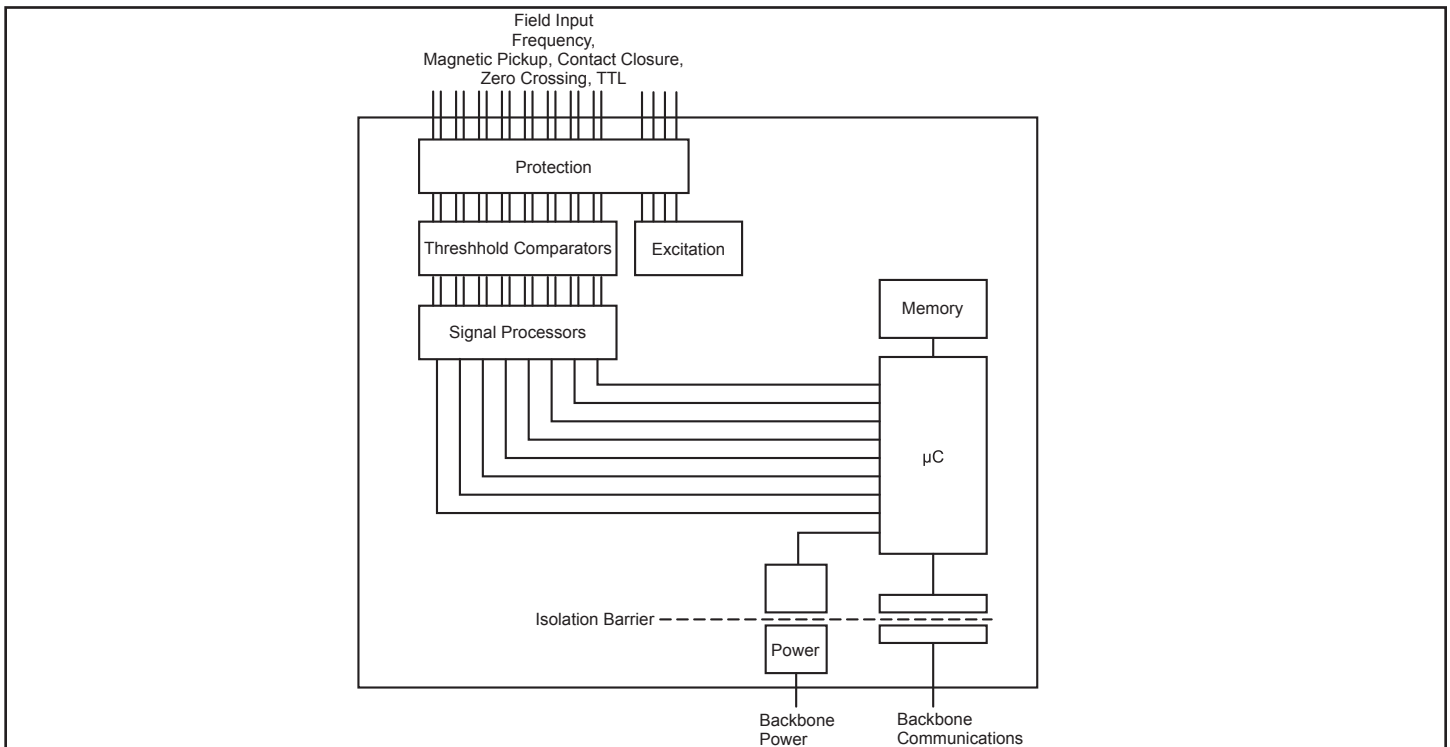 Field Input
Frequency,
Magnetic Pickup, Contact Closure,
Zero Crossing, TTL
Protection
Threshhold Comparators
Excitation
Memory
Signal Processors
µC
Isolation Barrier
Power
Backbone
Power
Backbone
Communications